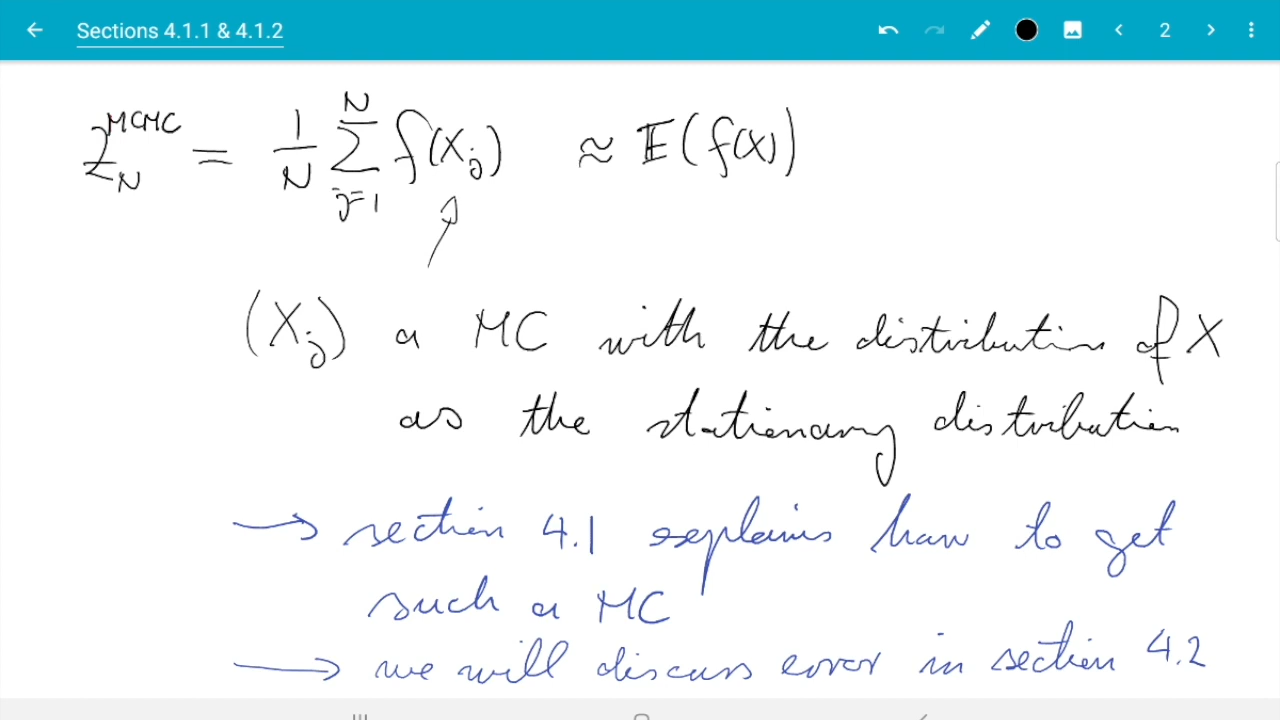 Sections 4.1.1 & 4.1.2 2
Z_N^{MCMC} = \frac{1}{N} \sum_{j=1}^{N} f(X_j) ≈ 𝔼(f(X))
(X_j) a MC with the distribution of X
as the stationary distribution
→ section 4.1 explains how to get
such a MC
→ we will discuss error in section 4.2